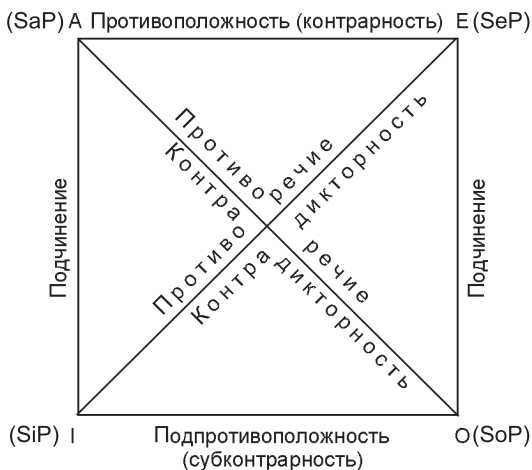 (SaP) A Противоположность (контрарность) E (SeP)
Противоречие
Контрадикторность
Противоречие
Контрадикторность
Подчинение
Подчинение
(SiP) I Подпротивоположность O (SoP)
(субконтрарность)